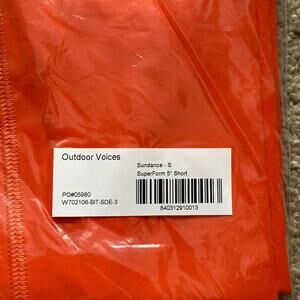 Outdoor Voices
Sundance - S
SuperForm 5" Short
PO#05980
W702106-BIT-SDE-3
840312910013